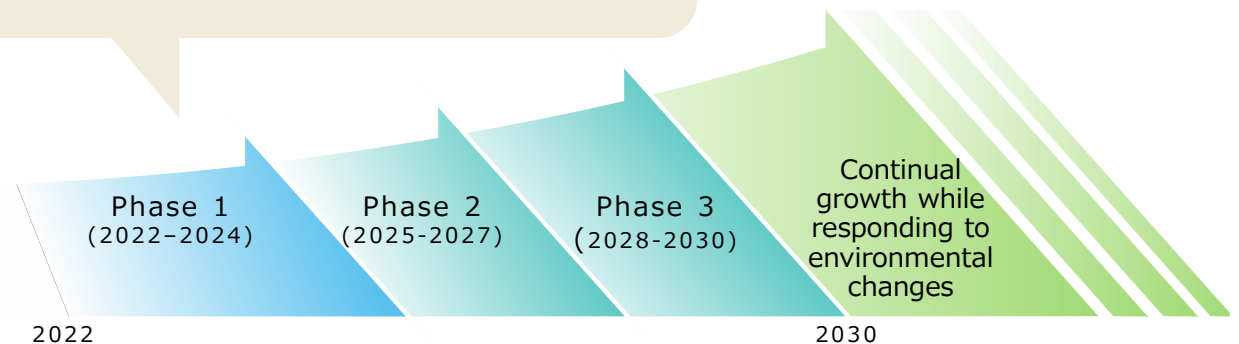 Phase 1
(2022–2024)
Phase 2
(2025-2027)
Phase 3
(2028-2030)
Continual
growth while
responding to
environmental
changes
2022
2030